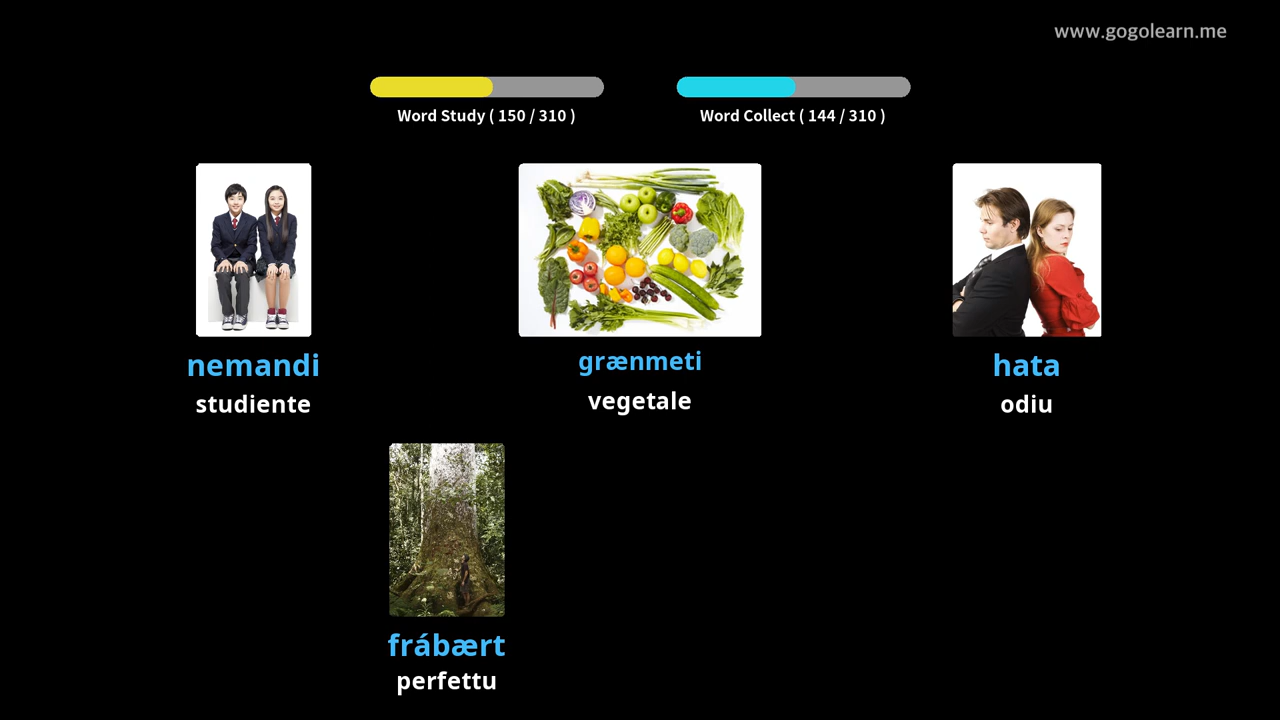 www.gogolearn.me
Word Study ( 150 / 310 )
Word Collect ( 144 / 310 )
nemandi
studiente
grænmeti
vegetale
hata
odiu
frábært
perfettu